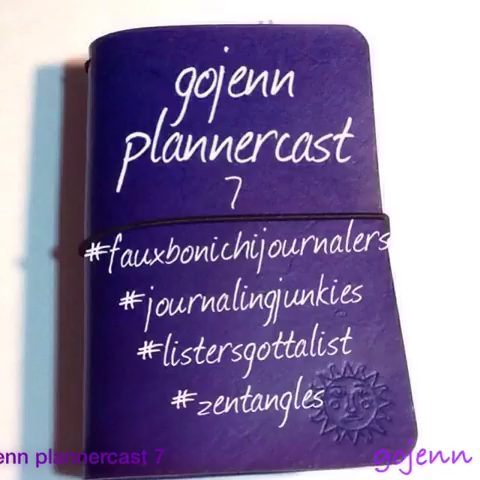 gojenn
plannercast
7
#fauxbonichijournalers
#journalingjunkies
#listersgottalist
#zentangles
enn plannercast 7
gojenn